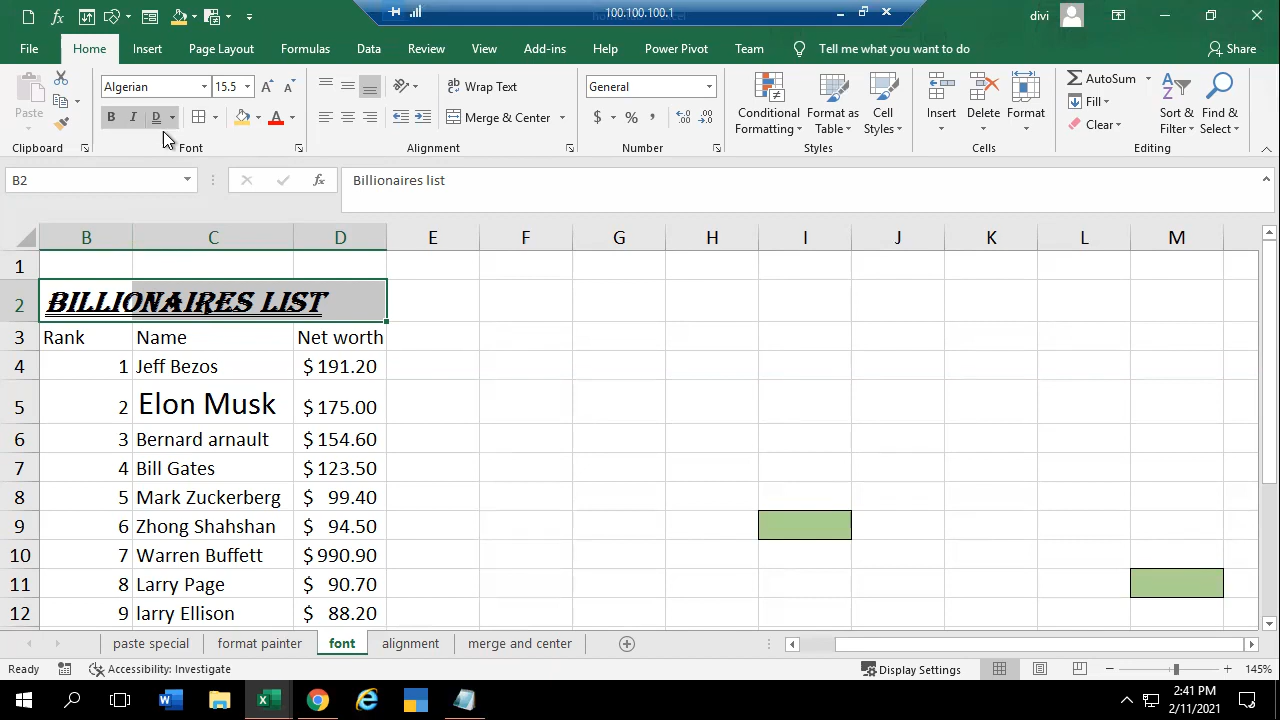 100.100.100.1
divi
File Home Insert Page Layout Formulas Data Review View Add-ins Help Power Pivot Team Tell me what you want to do Share
Paste
Algerian 15.5 A A
B I D A
ab Wrap Text
Merge & Center
General
$ % ,
Conditional Formatting
Format as Table
Cell Styles
Insert
Delete
Format
AutoSum
Fill
Clear
Sort & Filter
Find & Select
Clipboard Font Alignment Number Styles Cells Editing
B2 fx Billionaires list
B C D E F G H I J K L M
1
2 BILLIONAIRES LIST
3 Rank Name Net worth
4 1 Jeff Bezos $ 191.20
5 2 Elon Musk $ 175.00
6 3 Bernard arnault $ 154.60
7 4 Bill Gates $ 123.50
8 5 Mark Zuckerberg $ 99.40
9 6 Zhong Shahshan $ 94.50
10 7 Warren Buffett $ 990.90
11 8 Larry Page $ 90.70
12 9 larry Ellison $ 88.20
paste special format painter font alignment merge and center
Ready Accessibility: Investigate Display Settings 145%
2:41 PM
2/11/2021